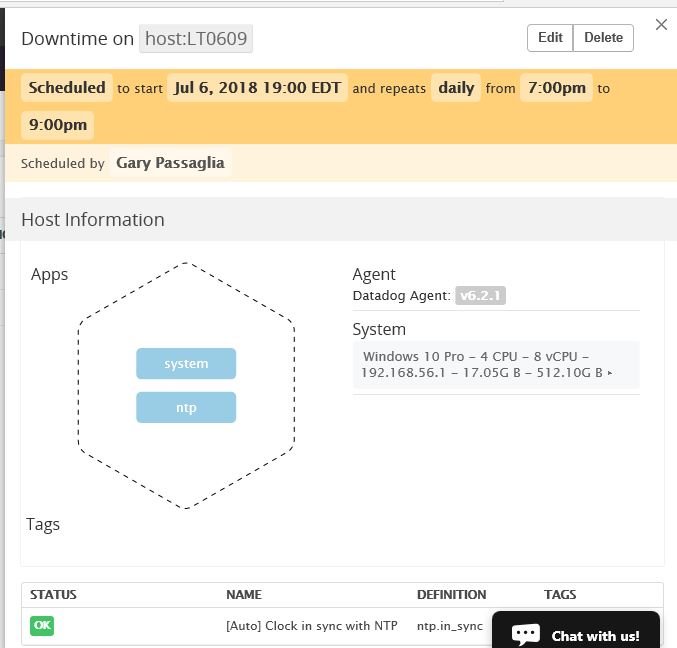 Downtime on host:LT0609
Edit Delete
Scheduled to start Jul 6, 2018 19:00 EDT and repeats daily from 7:00pm to
9:00pm
Scheduled by Gary Passaglia
Host Information
Apps
system
ntp
Tags
Agent
Datadog Agent: v6.2.1
System
Windows 10 Pro – 4 CPU – 8 vCPU –
192.168.56.1 – 17.05G B – 512.10G B ▸
STATUS NAME DEFINITION TAGS
OK [Auto] Clock in sync with NTP ntp.in_sync
Chat with us!